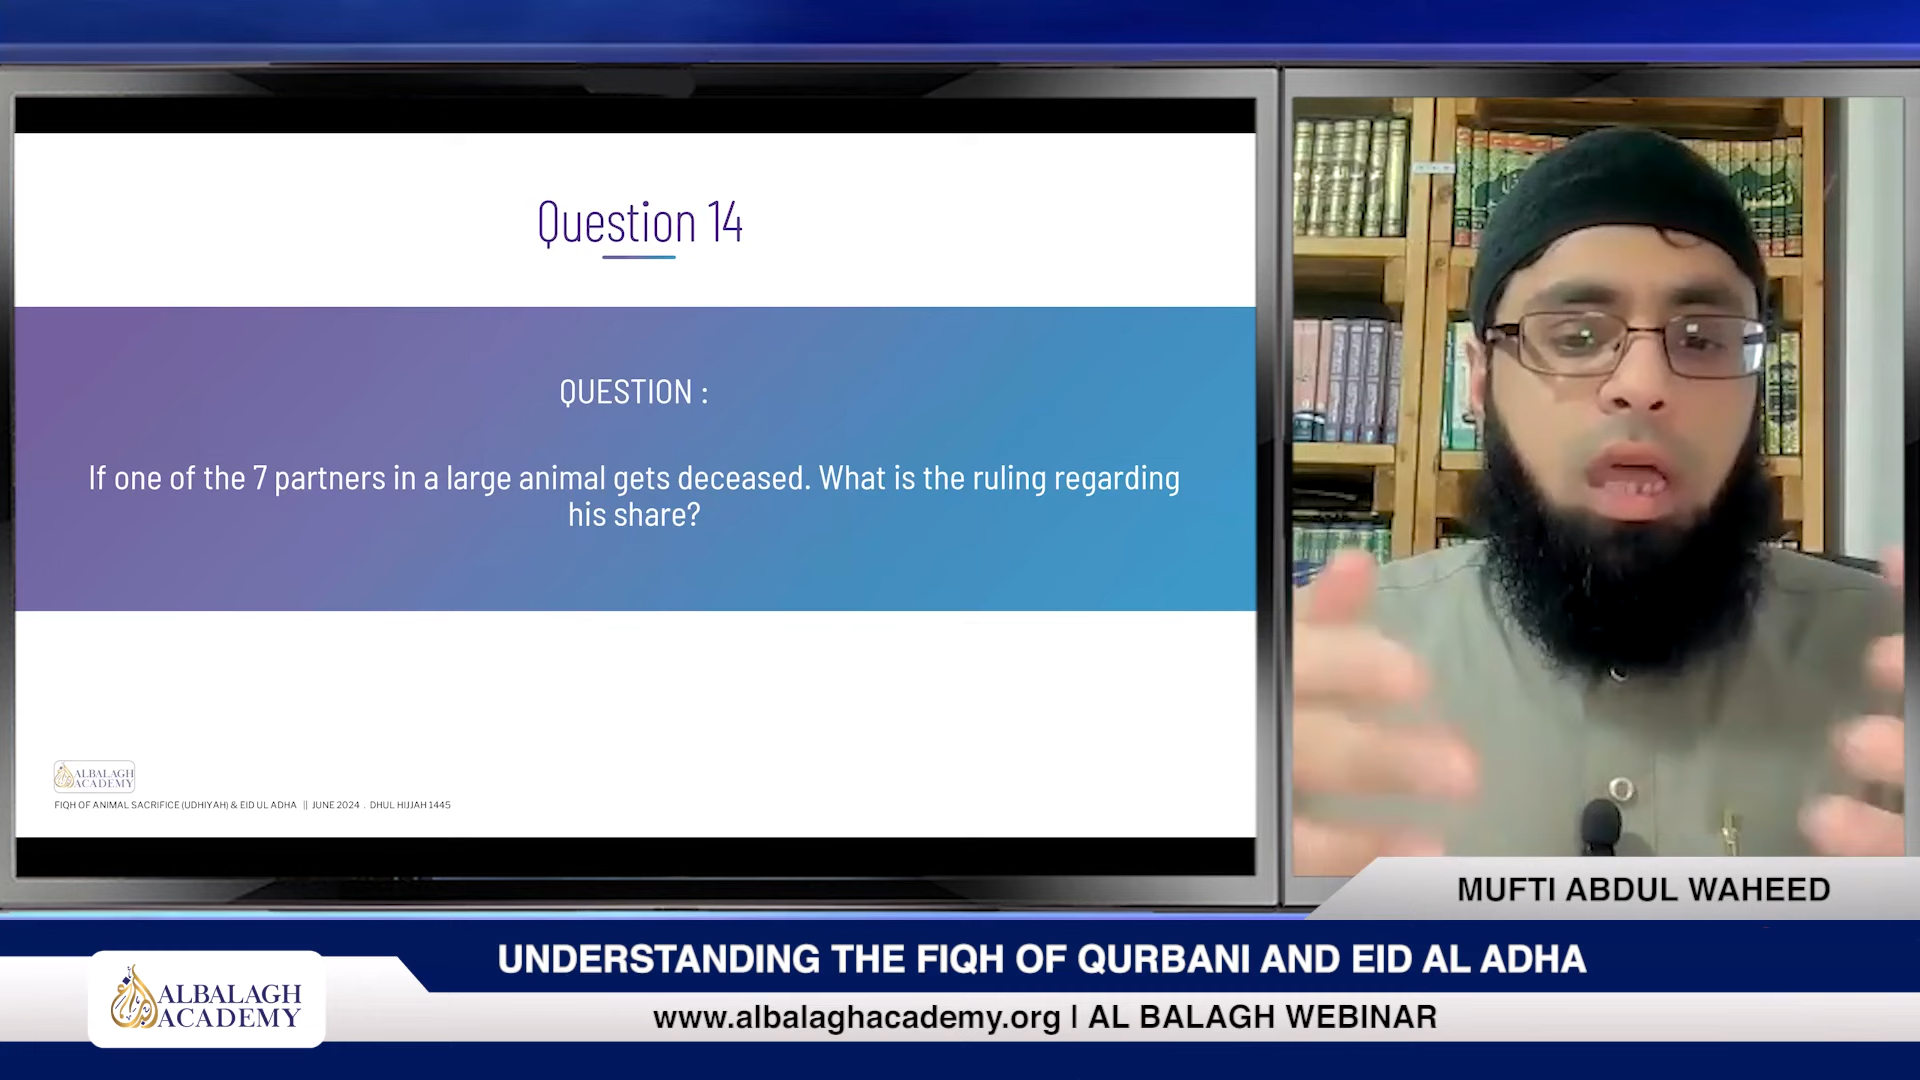 Question 14
QUESTION :
If one of the 7 partners in a large animal gets deceased. What is the ruling regarding
his share?
ALBALAGH
ACADEMY
FIQH OF ANIMAL SACRIFICE (UDHIYAH) & EID UL ADHA || JUNE 2024 . DHUL HIJJAH 1445
MUFTI ABDUL WAHEED
UNDERSTANDING THE FIQH OF QURBANI AND EID AL ADHA
ALBALAGH
ACADEMY
www.albalaghacademy.org | AL BALAGH WEBINAR